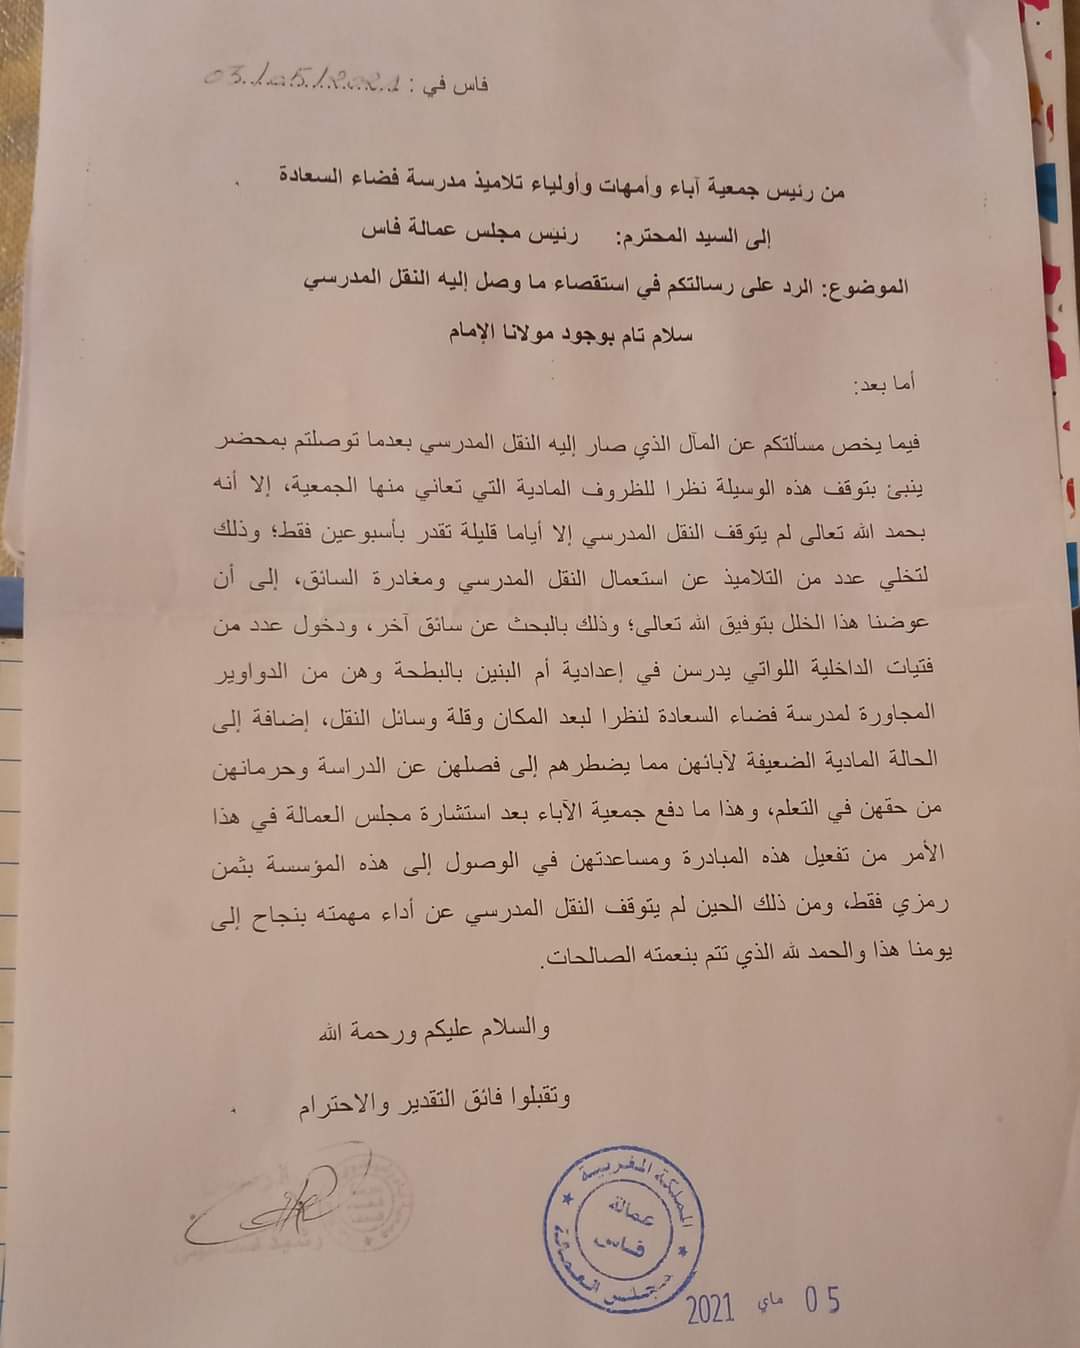 فاس في : 03/05/2021
من رئيس جمعية آباء وأمهات وأولياء تلاميذ مدرسة فضاء السعادة
إلى السيد المحترم: رئيس مجلس عمالة فاس
الموضوع: الرد على رسالتكم في استقصاء ما وصل إليه النقل المدرسي
سلام تام بوجود مولانا الإمام
أما بعد:
فيما يخص مسألتكم عن المآل الذي صار إليه النقل المدرسي بعدما توصلتم بمحضر
ينبئ بتوقف هذه الوسيلة نظرا للظروف المادية التي تعاني منها الجمعية، إلا أنه
بحمد الله تعالى لم يتوقف النقل المدرسي إلا أياما قليلة تقدر بأسبوعين فقط؛ وذلك
لتخلي عدد من التلاميذ عن استعمال النقل المدرسي ومغادرة السائق، إلى أن
عوضنا هذا الخلل بتوفيق الله تعالى؛ وذلك بالبحث عن سائق آخر، ودخول عدد من
فتيات الداخلية اللواتي يدرسن في إعدادية أم البنين بالبطحة وهن من الدواوير
المجاورة لمدرسة فضاء السعادة لنظرا لبعد المكان وقلة وسائل النقل، إضافة إلى
الحالة المادية الضعيفة لآبائهن مما يضطرهم إلى فصلهن عن الدراسة وحرمانهن
من حقهن في التعلم، وهذا ما دفع جمعية الآباء بعد استشارة مجلس العمالة في هذا
الأمر من تفعيل هذه المبادرة ومساعدتهن في الوصول إلى هذه المؤسسة بثمن
رمزي فقط، ومن ذلك الحين لم يتوقف النقل المدرسي عن أداء مهمته بنجاح إلى
يومنا هذا والحمد لله الذي تتم بنعمته الصالحات.
والسلام عليكم ورحمة الله
وتقبلوا فائق التقدير والاحترام
المملكة المغربية
عمالة
فاس
مجلس العمالة
05 ماي 2021